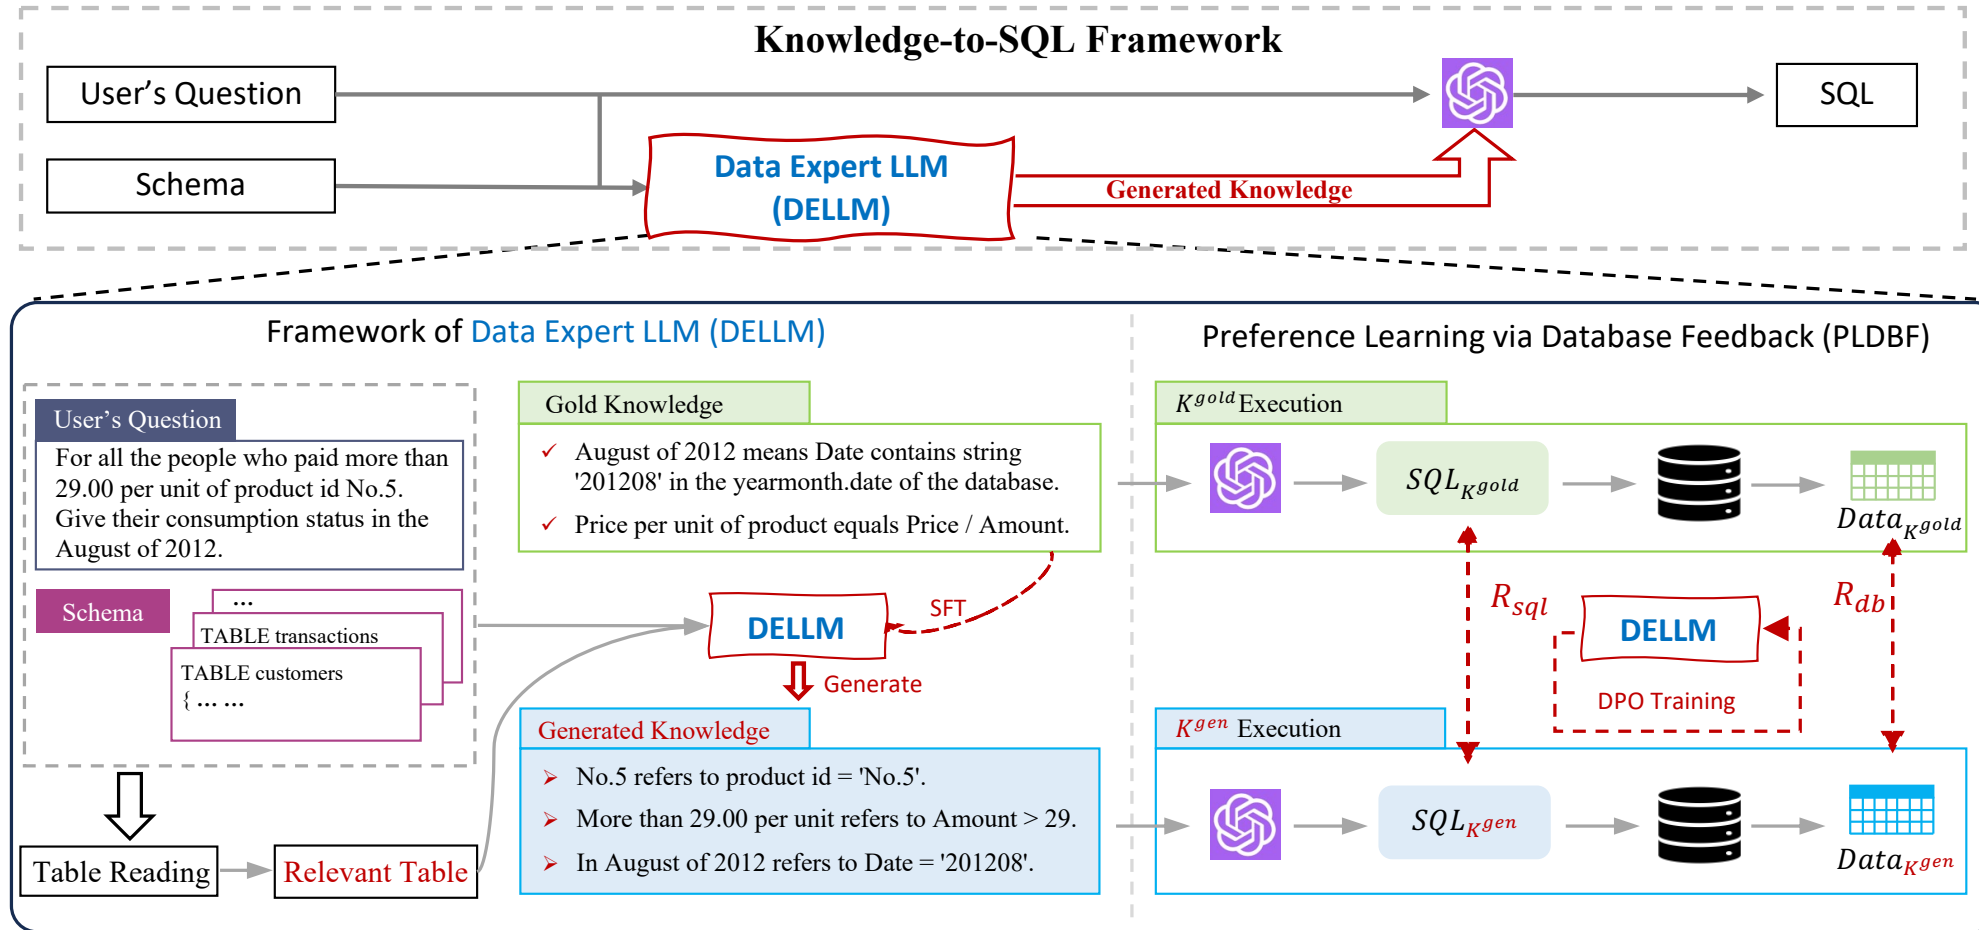 Knowledge-to-SQL Framework
User's Question
SQL
Schema
Data Expert LLM
(DELLM)
Generated Knowledge
Framework of Data Expert LLM (DELLM)
User's Question
For all the people who paid more than
29.00 per unit of product id No.5.
Give their consumption status in the
August of 2012.
Schema
...
TABLE transactions
TABLE customers
{ ... ...
Table Reading
Relevant Table
Gold Knowledge
✓ August of 2012 means Date contains string
'201208' in the yearmonth.date of the database.
✓ Price per unit of product equals Price / Amount.
SFT
DELLM
Generate
Generated Knowledge
➢ No.5 refers to product id = 'No.5'.
➢ More than 29.00 per unit refers to Amount > 29.
➢ In August of 2012 refers to Date = '201208'.
Preference Learning via Database Feedback (PLDBF)
K^gold Execution
SQL_K^gold
Data_K^gold
R_sql
R_db
DELLM
DPO Training
K^gen Execution
SQL_K^gen
Data_K^gen